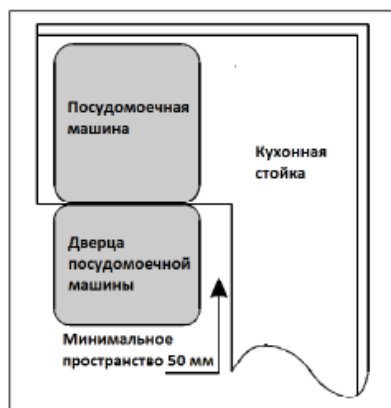 Посудомоечная
машина
Кухонная
стойка
Дверца
посудомоечной
машины
Минимальное
пространство 50 мм